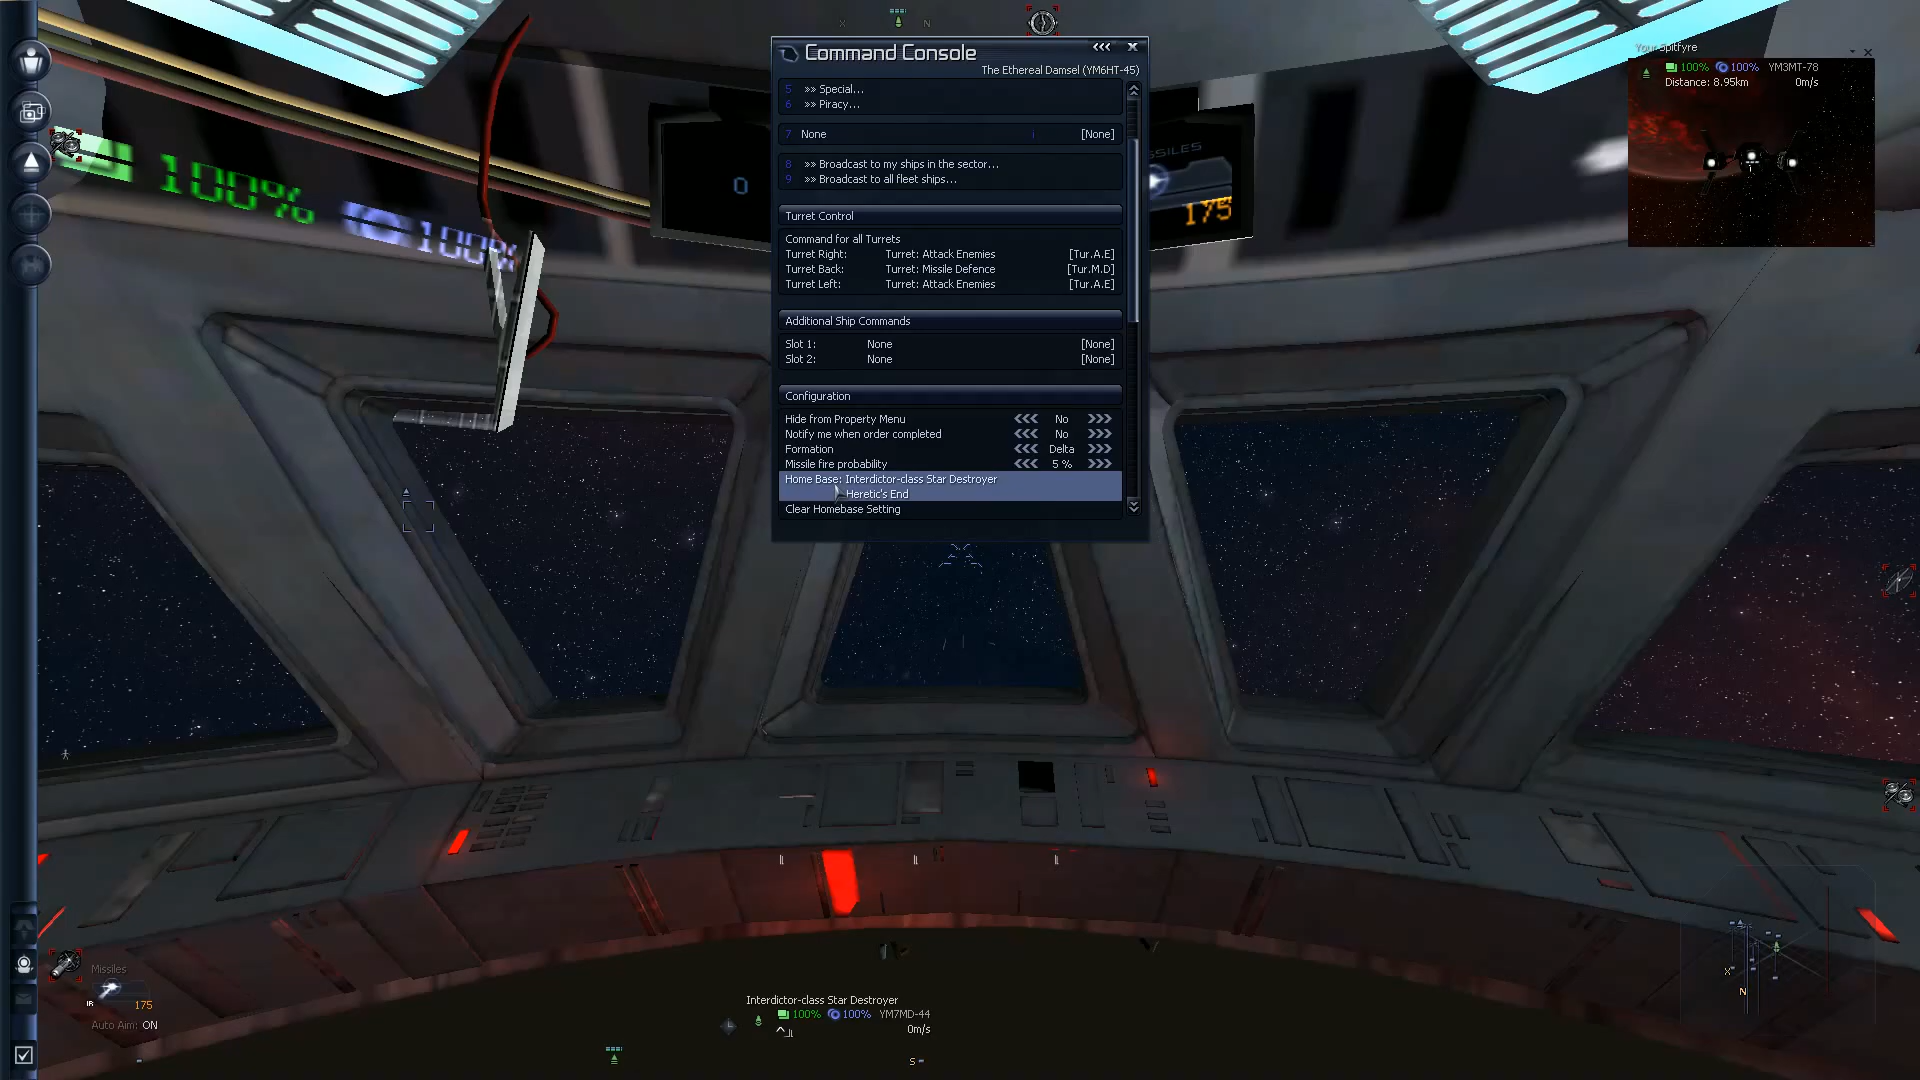 X N
Command Console
The Ethereal Damsel (YM6HT-45)
5 >> Special...
6 >> Piracy...
7 None [None]
8 >> Broadcast to my ships in the sector...
9 >> Broadcast to all fleet ships...
Turret Control
Command for all Turrets
Turret Right: Turret: Attack Enemies [Tur.A.E]
Turret Back: Turret: Missile Defence [Tur.M.D]
Turret Left: Turret: Attack Enemies [Tur.A.E]
Additional Ship Commands
Slot 1: None [None]
Slot 2: None [None]
Configuration
Hide from Property Menu <<< No >>>
Notify me when order completed <<< No >>>
Formation <<< Delta >>>
Missile fire probability <<< 5 % >>>
Home Base: Interdictor-class Star Destroyer
Heretic's End
Clear Homebase Setting
Your Spitfyre
100% 100% YM3MT-78
Distance: 8.95km 0m/s
100% 100%
0
SSILES
175
Missiles
IR 175
Auto Aim: ON
Interdictor-class Star Destroyer
100% 100% YM7MD-44
0m/s
S
X
N